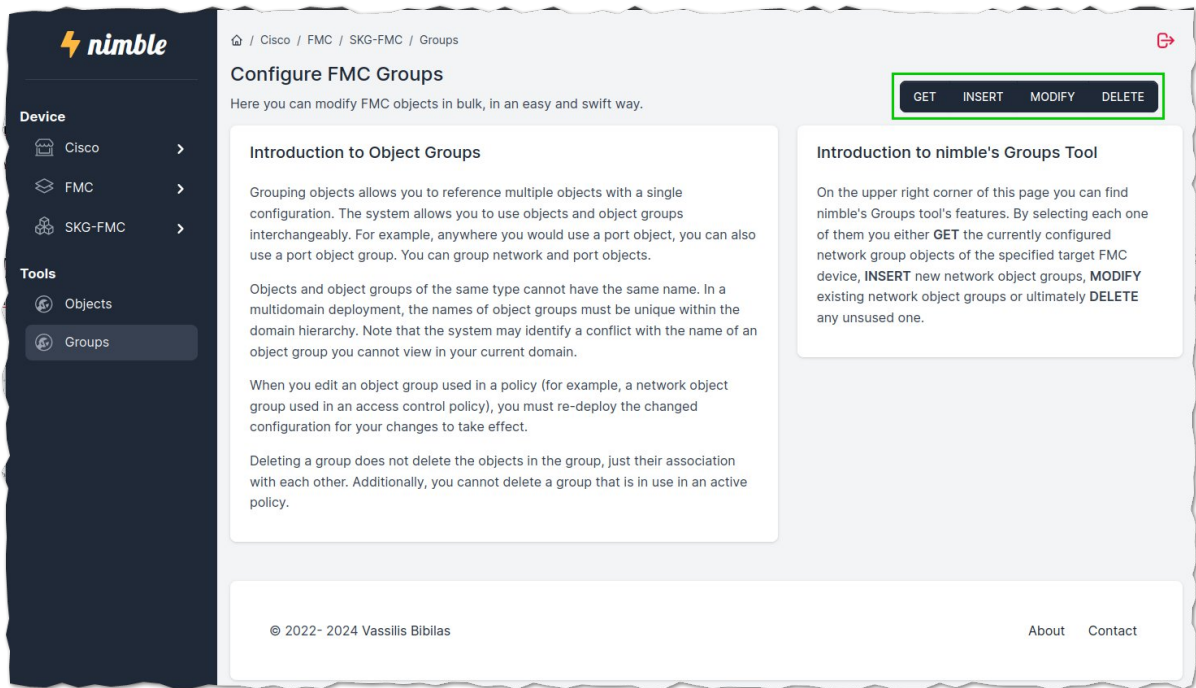 nimble
Device
Cisco
FMC
SKG-FMC
Tools
Objects
Groups
/ Cisco / FMC / SKG-FMC / Groups
Configure FMC Groups
Here you can modify FMC objects in bulk, in an easy and swift way.
GET INSERT MODIFY DELETE
Introduction to Object Groups
Grouping objects allows you to reference multiple objects with a single
configuration. The system allows you to use objects and object groups
interchangeably. For example, anywhere you would use a port object, you can also
use a port object group. You can group network and port objects.
Objects and object groups of the same type cannot have the same name. In a
multidomain deployment, the names of object groups must be unique within the
domain hierarchy. Note that the system may identify a conflict with the name of an
object group you cannot view in your current domain.
When you edit an object group used in a policy (for example, a network object
group used in an access control policy), you must re-deploy the changed
configuration for your changes to take effect.
Deleting a group does not delete the objects in the group, just their association
with each other. Additionally, you cannot delete a group that is in use in an active
policy.
Introduction to nimble's Groups Tool
On the upper right corner of this page you can find
nimble's Groups tool's features. By selecting each one
of them you either GET the currently configured
network group objects of the specified target FMC
device, INSERT new network object groups, MODIFY
existing network object groups or ultimately DELETE
any unsused one.
© 2022- 2024 Vassilis Bibilas
About Contact